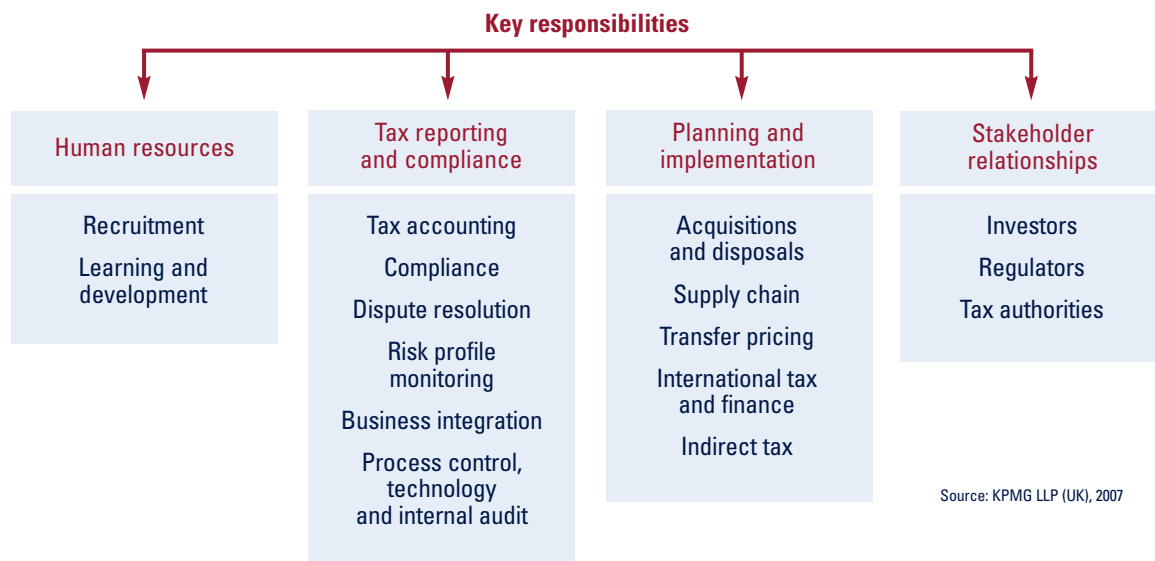 Key responsibilities
Human resources
Recruitment
Learning and
development
Tax reporting
and compliance
Tax accounting
Compliance
Dispute resolution
Risk profile
monitoring
Business integration
Process control,
technology
and internal audit
Planning and
implementation
Acquisitions
and disposals
Supply chain
Transfer pricing
International tax
and finance
Indirect tax
Stakeholder
relationships
Investors
Regulators
Tax authorities
Source: KPMG LLP (UK), 2007